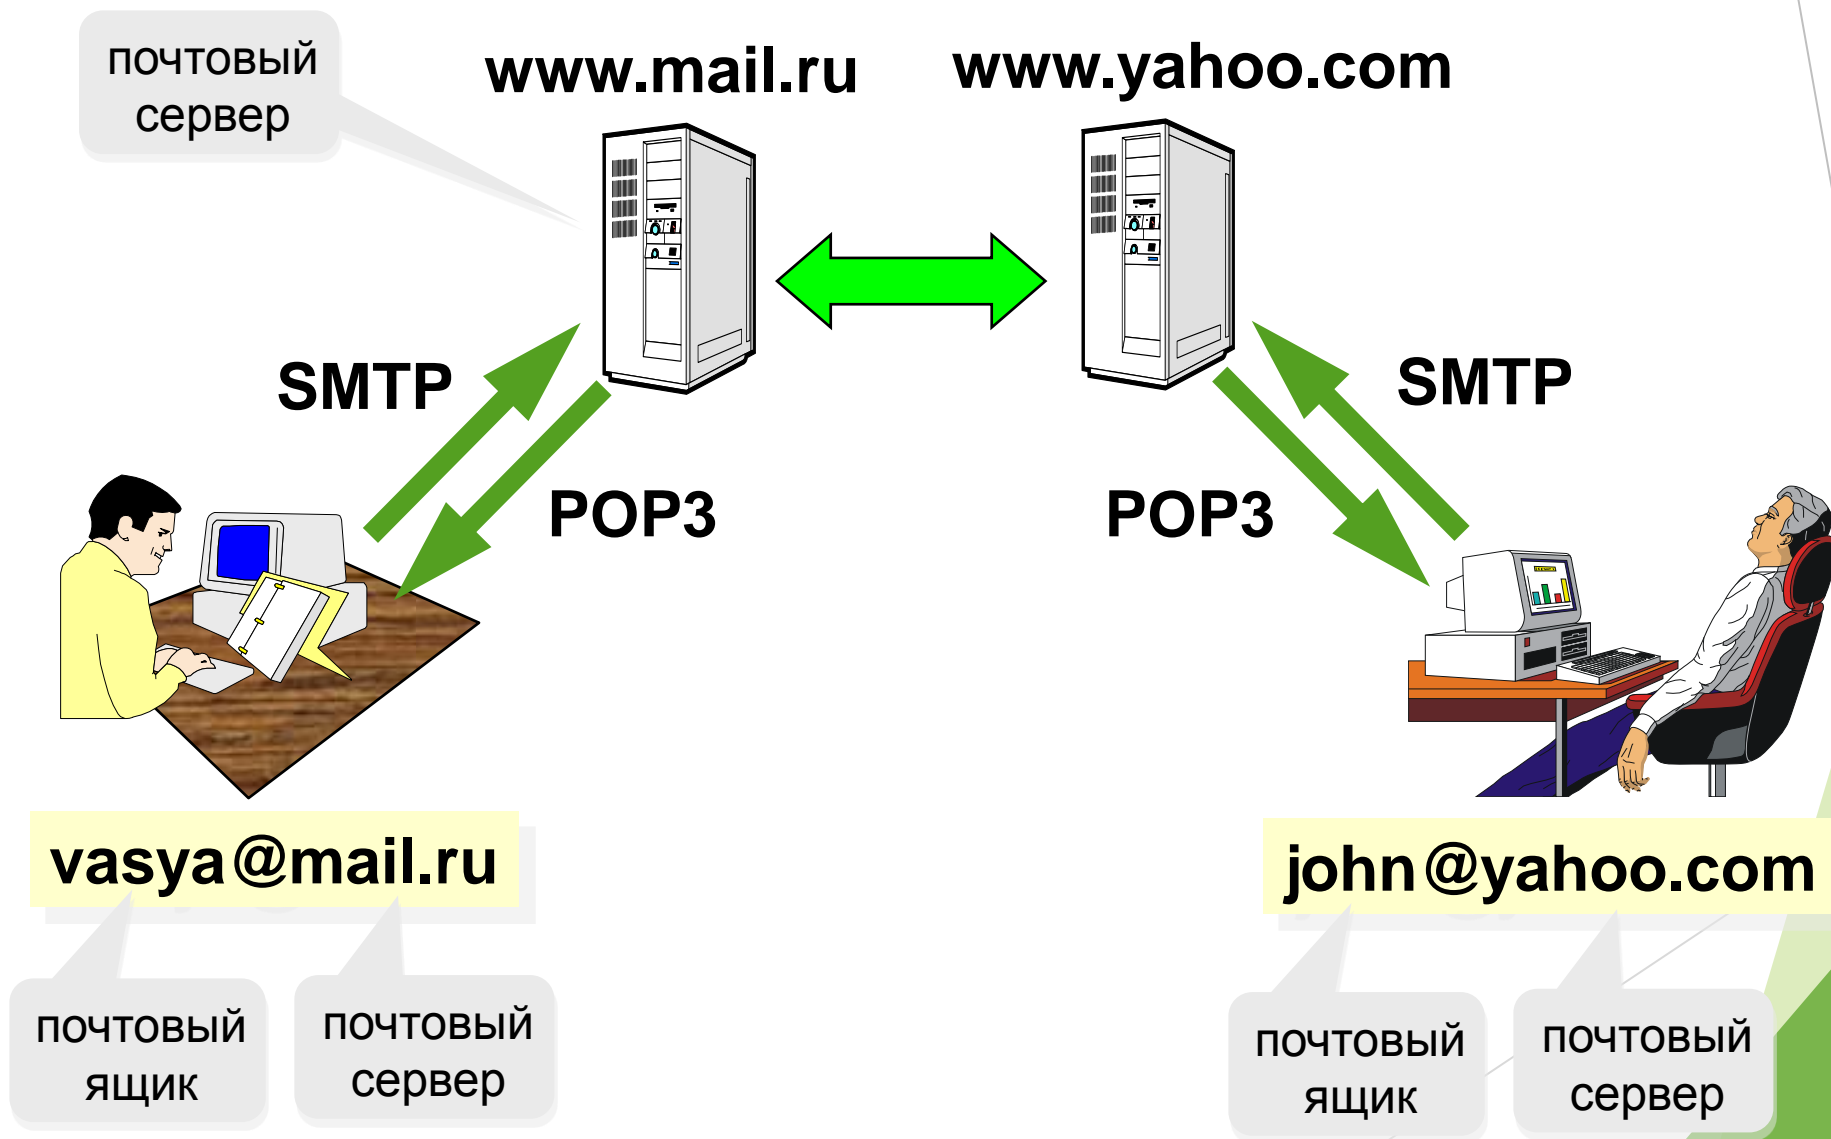 почтовый
сервер
www.mail.ru
www.yahoo.com
SMTP
POP3
SMTP
POP3
vasya@mail.ru
john@yahoo.com
почтовый
ящик
почтовый
сервер
почтовый
ящик
почтовый
сервер